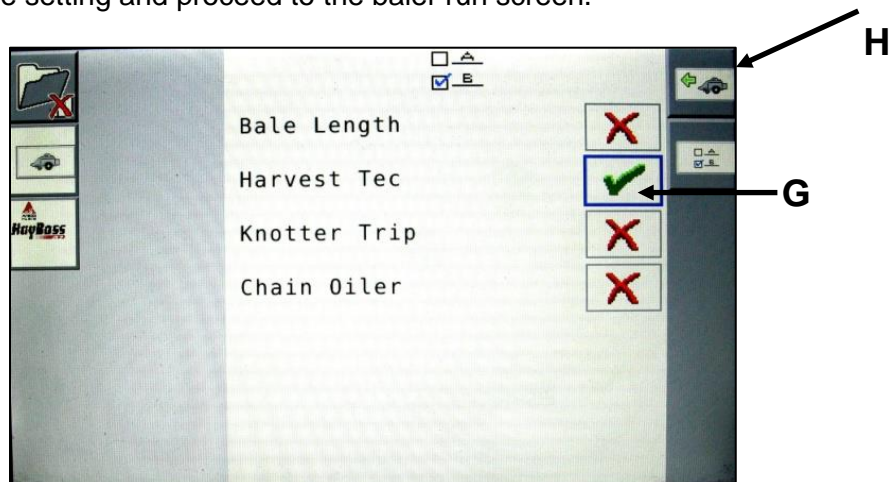 e setting and proceed to the baler run screen.
H
A
B
Bale Length
Harvest Tec
G
HayBoss
Knotter Trip
Chain Oiler
A
B